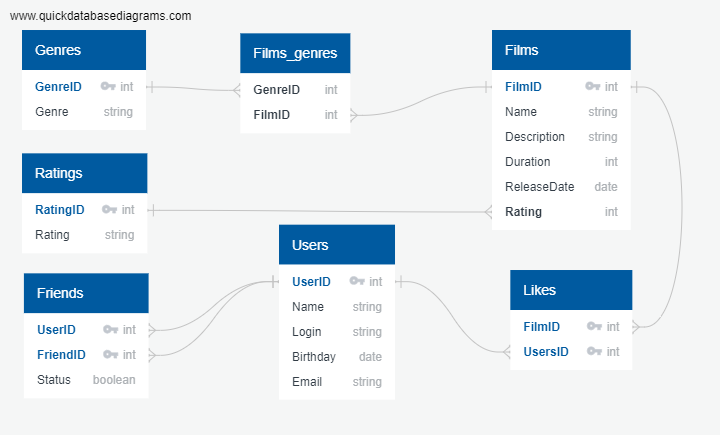 www.quickdatabasediagrams.com
Genres
GenreID int
Genre string
Films_genres
GenreID int
FilmID int
Films
FilmID int
Name string
Description string
Duration int
ReleaseDate date
Rating int
Ratings
RatingID int
Rating string
Users
UserID int
Name string
Login string
Birthday date
Email string
Friends
UserID int
FriendID int
Status boolean
Likes
FilmID int
UsersID int